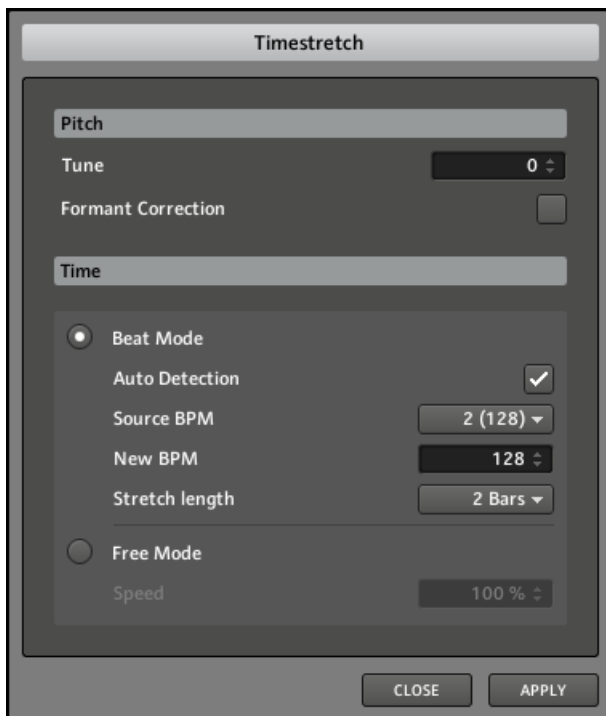 Timestretch
Pitch
Tune 0
Formant Correction
Time
Beat Mode
Auto Detection
Source BPM 2 (128)
New BPM 128
Stretch length 2 Bars
Free Mode
Speed 100 %
CLOSE APPLY